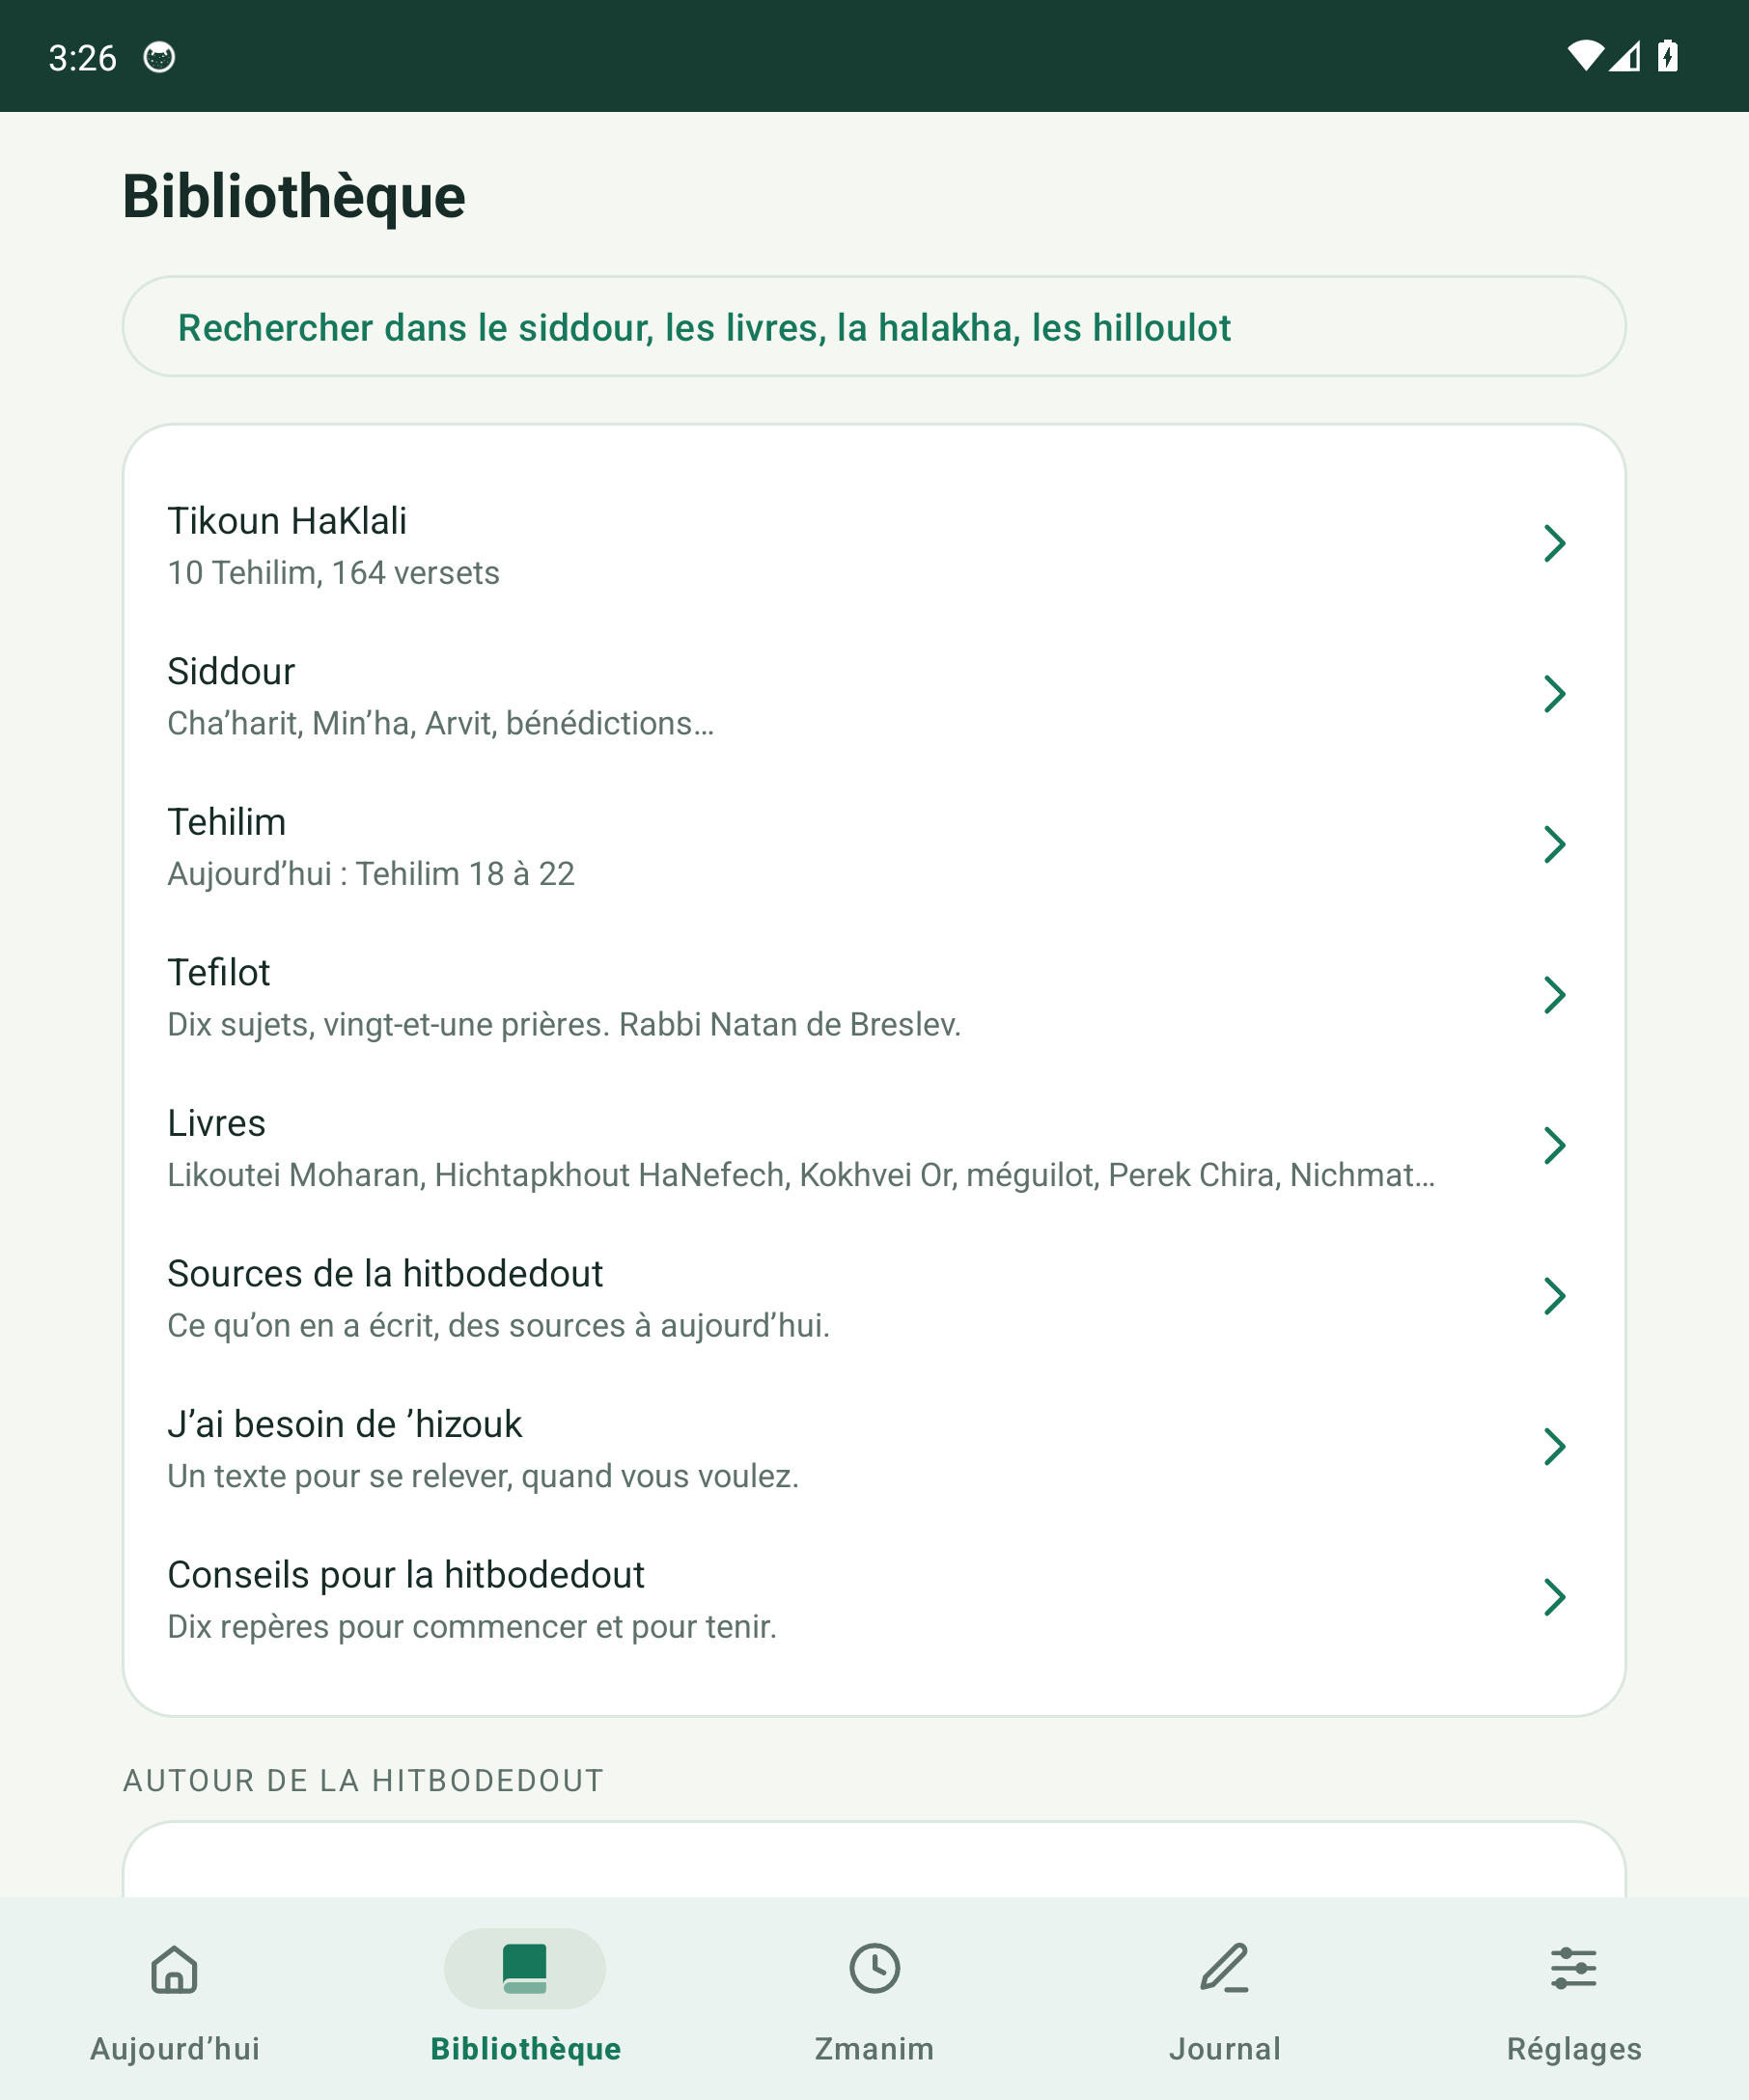 3:26
Bibliothèque
Rechercher dans le siddour, les livres, la halakha, les hilloulot
Tikoun HaKlali
10 Tehilim, 164 versets
Siddour
Cha’harit, Min’ha, Arvit, bénédictions…
Tehilim
Aujourd’hui : Tehilim 18 à 22
Tefilot
Dix sujets, vingt-et-une prières. Rabbi Natan de Breslev.
Livres
Likoutei Moharan, Hichtapkhout HaNefech, Kokhvei Or, méguilot, Perek Chira, Nichmat…
Sources de la hitbodedout
Ce qu’on en a écrit, des sources à aujourd’hui.
J’ai besoin de ’hizouk
Un texte pour se relever, quand vous voulez.
Conseils pour la hitbodedout
Dix repères pour commencer et pour tenir.
AUTOUR DE LA HITBODEDOUT
Aujourd’hui
Bibliothèque
Zmanim
Journal
Réglages